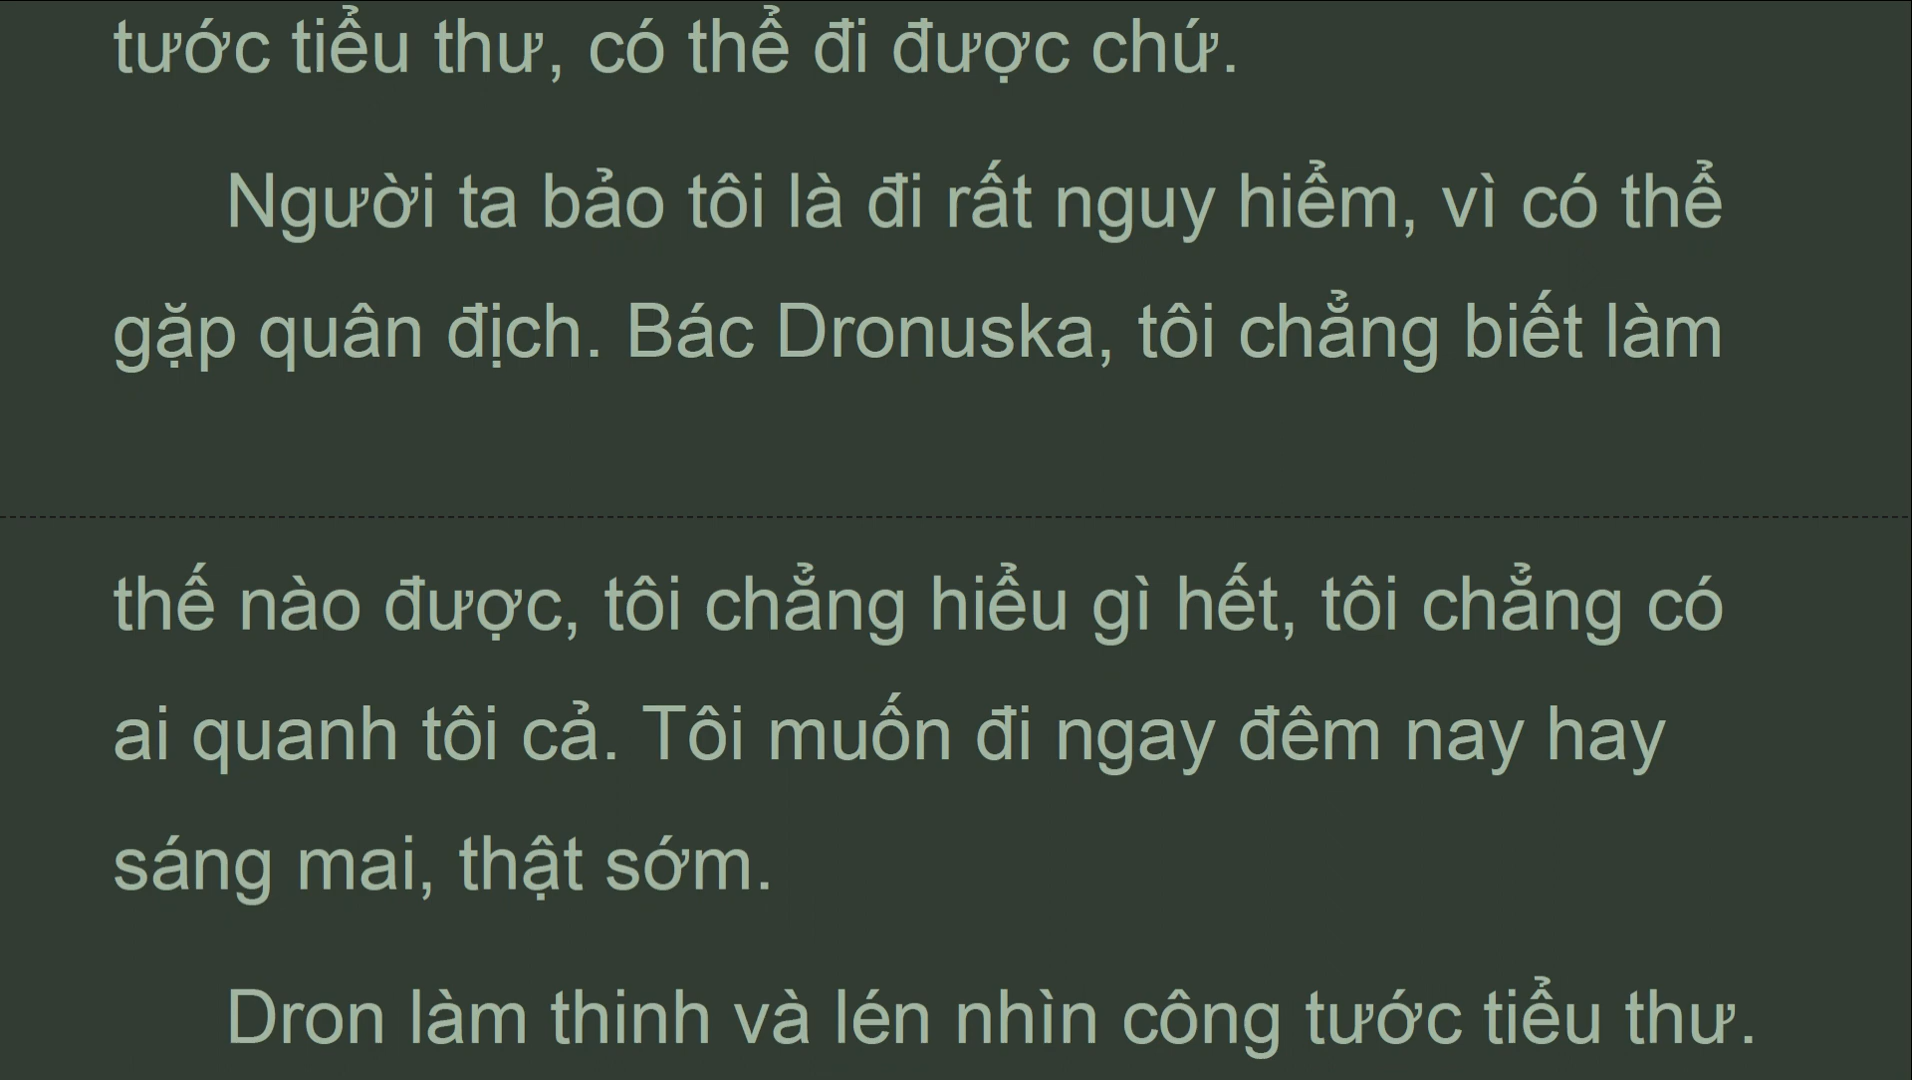 tước tiểu thư, có thể đi được chứ.
Người ta bảo tôi là đi rất nguy hiểm, vì có thể
gặp quân địch. Bác Dronuska, tôi chẳng biết làm
thế nào được, tôi chẳng hiểu gì hết, tôi chẳng có
ai quanh tôi cả. Tôi muốn đi ngay đêm nay hay
sáng mai, thật sớm.
Dron làm thinh và lén nhìn công tước tiểu thư.